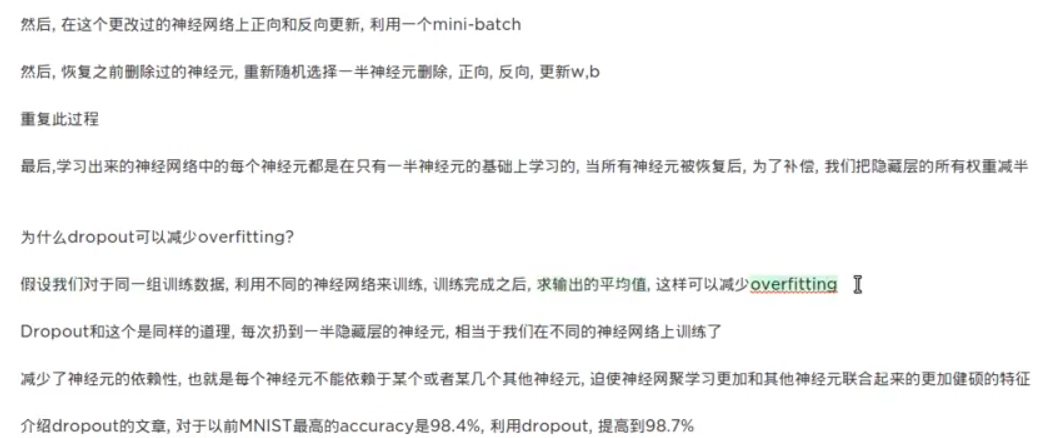 然后, 在这个更改过的神经网络上正向和反向更新, 利用一个mini-batch
然后, 恢复之前删除过的神经元, 重新随机选择一半神经元删除, 正向, 反向, 更新w,b
重复此过程
最后,学习出来的神经网络中的每个神经元都是在只有一半神经元的基础上学习的, 当所有神经元被恢复后, 为了补偿, 我们把隐藏层的所有权重减半
为什么dropout可以减少overfitting?
假设我们对于同一组训练数据, 利用不同的神经网络来训练, 训练完成之后, 求输出的平均值, 这样可以减少overfitting
Dropout和这个是同样的道理, 每次扔到一半隐藏层的神经元, 相当于我们在不同的神经网络上训练了
减少了神经元的依赖性, 也就是每个神经元不能依赖于某个或者某几个其他神经元, 迫使神经网聚学习更加和其他神经元联合起来的更加健硕的特征
介绍dropout的文章, 对于以前MNIST最高的accuracy是98.4%, 利用dropout, 提高到98.7%